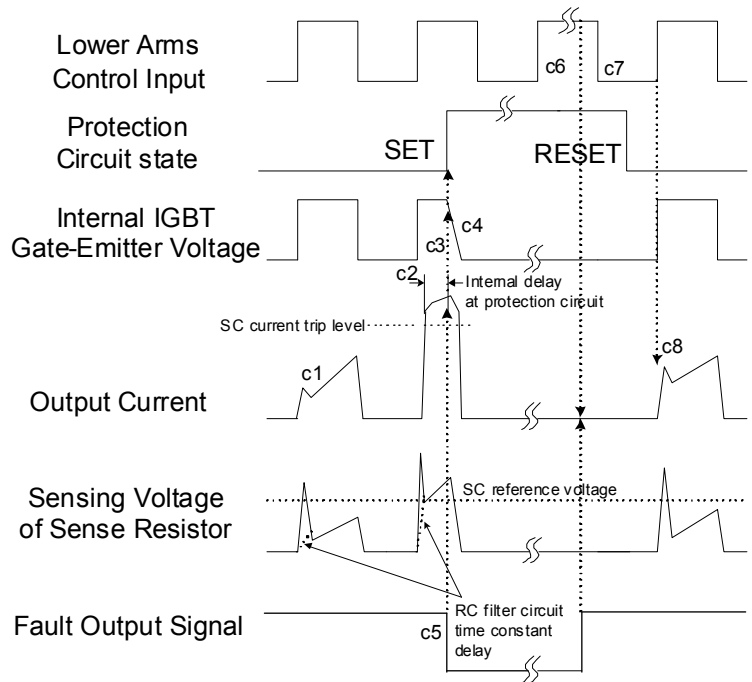 Lower Arms
Control Input
c6
c7
Protection
Circuit state
SET
RESET
Internal IGBT
Gate-Emitter Voltage
c4
c3
c2
Internal delay
at protection circuit
SC current trip level
c1
c8
Output Current
Sensing Voltage
of Sense Resistor
SC reference voltage
Fault Output Signal
c5
RC filter circuit
time constant
delay